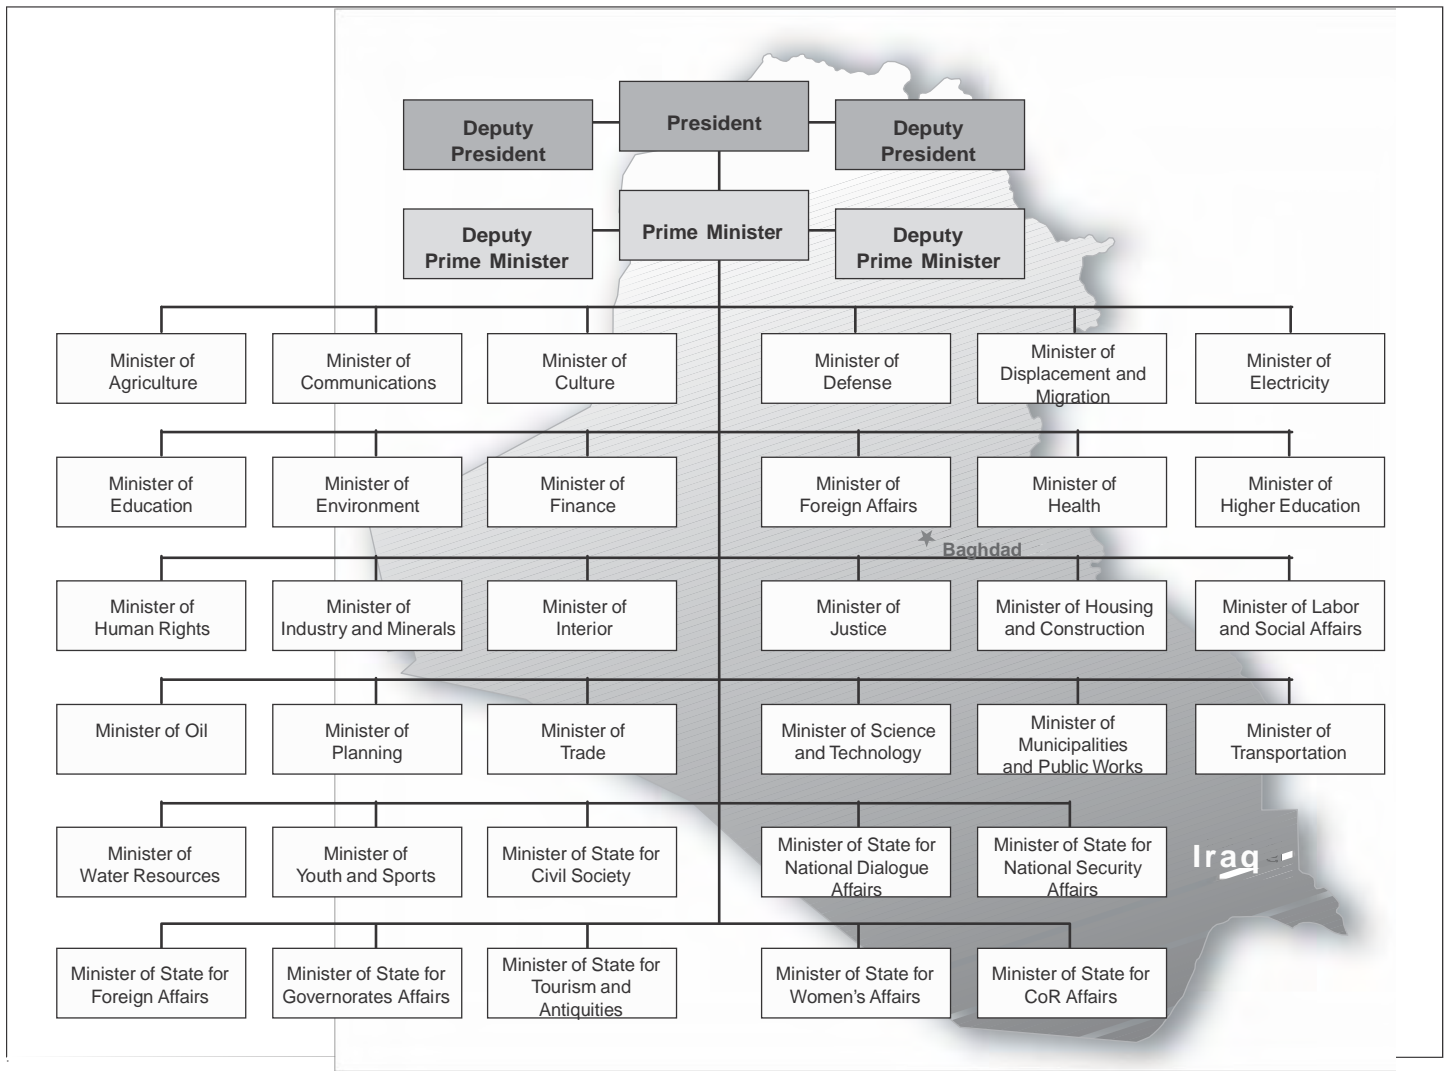 President
Deputy
President
Deputy
President
Prime Minister
Deputy
Prime Minister
Deputy
Prime Minister
Minister of
Agriculture
Minister of
Communications
Minister of
Culture
Minister of
Defense
Minister of
Displacement and
Migration
Minister of
Electricity
Minister of
Education
Minister of
Environment
Minister of
Finance
Minister of
Foreign Affairs
Minister of
Health
Minister of
Higher Education
Baghdad
Minister of
Human Rights
Minister of
Industry and Minerals
Minister of
Interior
Minister of
Justice
Minister of Housing
and Construction
Minister of Labor
and Social Affairs
Minister of Oil
Minister of
Planning
Minister of
Trade
Minister of Science
and Technology
Minister of
Municipalities
and Public Works
Minister of
Transportation
Minister of
Water Resources
Minister of
Youth and Sports
Minister of State for
Civil Society
Minister of State for
National Dialogue
Affairs
Minister of State for
National Security
Affairs
Iraq
Minister of State for
Foreign Affairs
Minister of State for
Governorates Affairs
Minister of State for
Tourism and
Antiquities
Minister of State for
Women's Affairs
Minister of State for
CoR Affairs